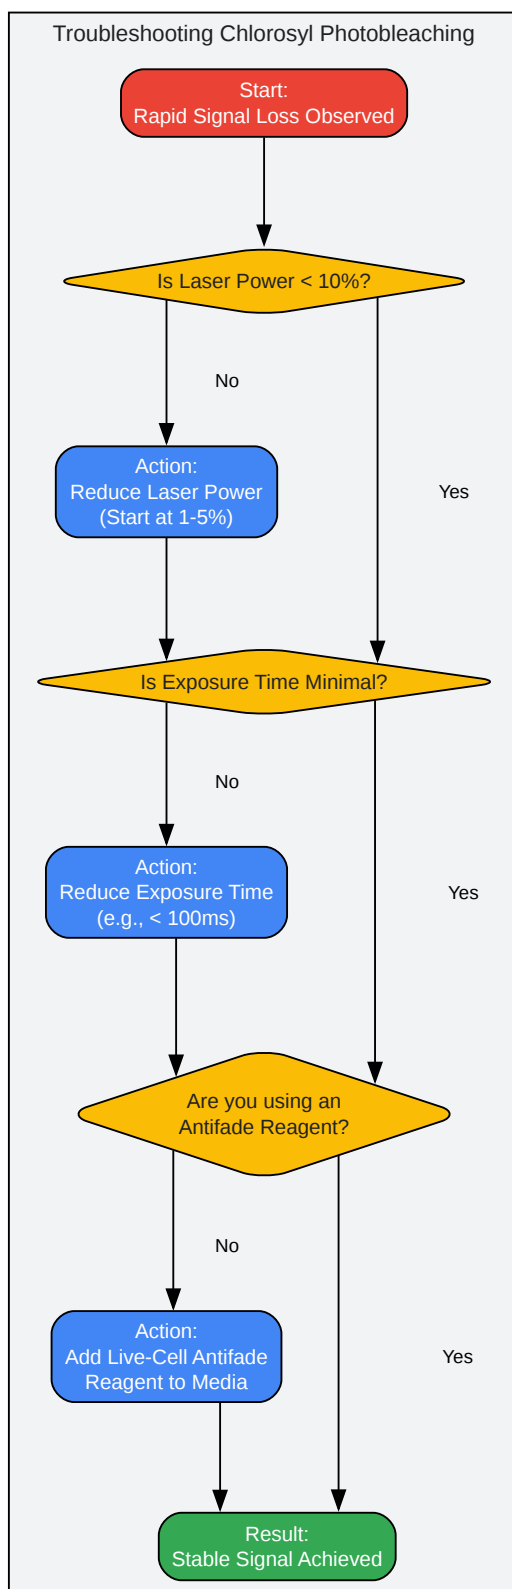 Troubleshooting Chlorosyl Photobleaching
Start:
Rapid Signal Loss Observed
Is Laser Power < 10%?
No
Action:
Reduce Laser Power
(Start at 1-5%)
Yes
Is Exposure Time Minimal?
No
Action:
Reduce Exposure Time
(e.g., < 100ms)
Yes
Are you using an
Antifade Reagent?
No
Action:
Add Live-Cell Antifade
Reagent to Media
Yes
Result:
Stable Signal Achieved